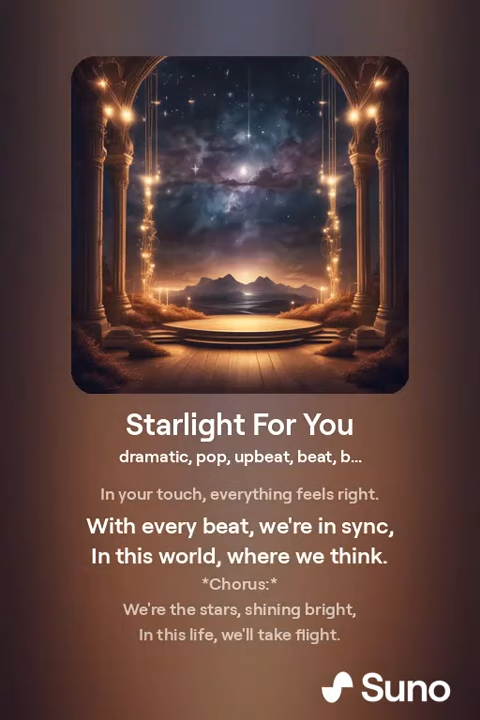 Starlight For You
dramatic, pop, upbeat, beat, b...
In your touch, everything feels right.
With every beat, we're in sync,
In this world, where we think.
*Chorus:*
We're the stars, shining bright,
In this life, we'll take flight.
Suno